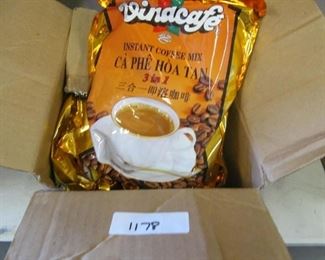 Vinacafé
INSTANT COFFEE MIX
CÀ PHÊ HÒA TAN
3 in 1
三合一即溶咖啡
1178